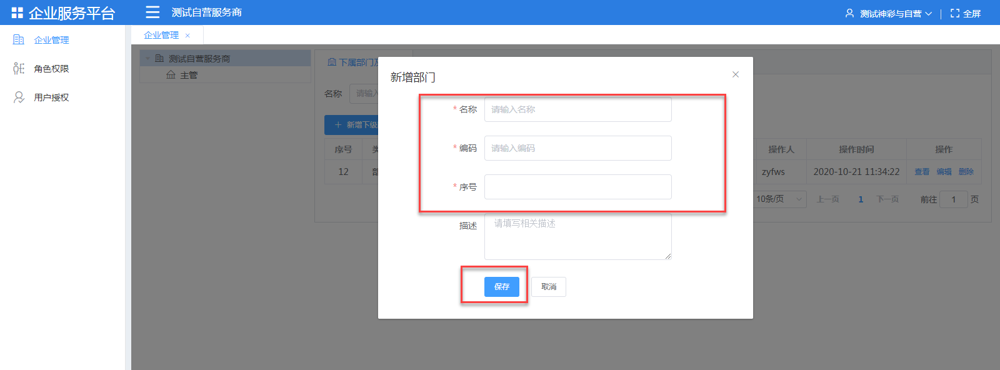 企业服务平台
测试自营服务商
测试神彩与自营
全屏
企业管理
角色权限
用户授权
企业管理 ×
测试自营服务商
主管
下属部门及
名称 请输入
+ 新增下级
序号
12 部
操作人 操作时间 操作
zyfws 2020-10-21 11:34:22 查看 编辑 删除
10条/页 上一页 1 下一页 前往 1 页
新增部门
* 名称 请输入名称
* 编码 请输入编码
* 序号
描述 请填写相关描述
保存 取消